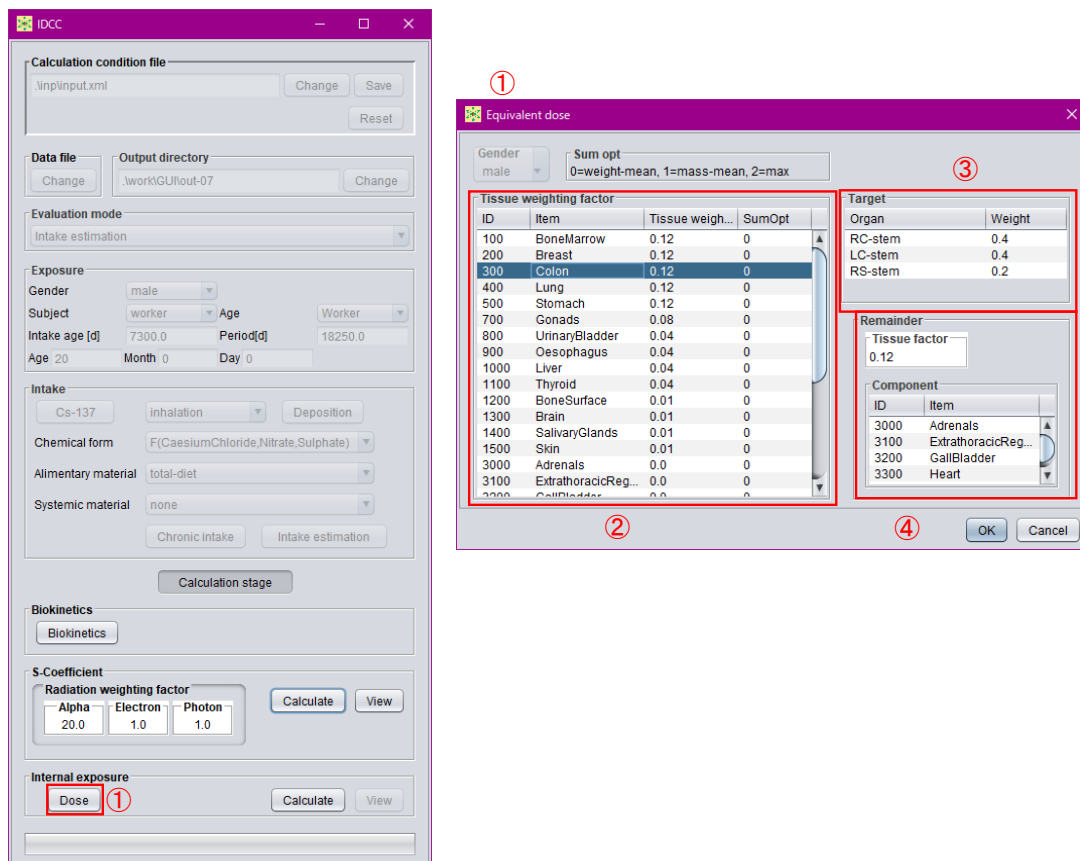 IDCC
Calculation condition file
.\inp\input.xml
Change
Save
Reset
Data file
Output directory
Change
.\work\GUI\out-07
Change
Evaluation mode
Intake estimation
Exposure
Gender
male
Subject
worker
Age
Worker
Intake age [d]
7300.0
Period[d]
18250.0
Age 20
Month 0
Day 0
Intake
Cs-137
inhalation
Deposition
Chemical form
F(CaesiumChloride,Nitrate,Sulphate)
Alimentary material
total-diet
Systemic material
none
Chronic intake
Intake estimation
Calculation stage
Biokinetics
Biokinetics
S-Coefficient
Radiation weighting factor
Alpha Electron Photon
20.0 1.0 1.0
Calculate
View
Internal exposure
Dose
①
Calculate
View
①
Equivalent dose
Gender
male
Sum opt
0=weight-mean, 1=mass-mean, 2=max
Tissue weighting factor
ID Item Tissue weigh... SumOpt
100 BoneMarrow 0.12 0
200 Breast 0.12 0
300 Colon 0.12 0
400 Lung 0.12 0
500 Stomach 0.12 0
700 Gonads 0.08 0
800 UrinaryBladder 0.04 0
900 Oesophagus 0.04 0
1000 Liver 0.04 0
1100 Thyroid 0.04 0
1200 BoneSurface 0.01 0
1300 Brain 0.01 0
1400 SalivaryGlands 0.01 0
1500 Skin 0.01 0
3000 Adrenals 0.0 0
3100 ExtrathoracicReg... 0.0 0
3200 GallBladder 0.0 0
②
③
Target
Organ Weight
RC-stem 0.4
LC-stem 0.4
RS-stem 0.2
Remainder
Tissue factor
0.12
Component
ID Item
3000 Adrenals
3100 ExtrathoracicReg...
3200 GallBladder
3300 Heart
④
OK
Cancel